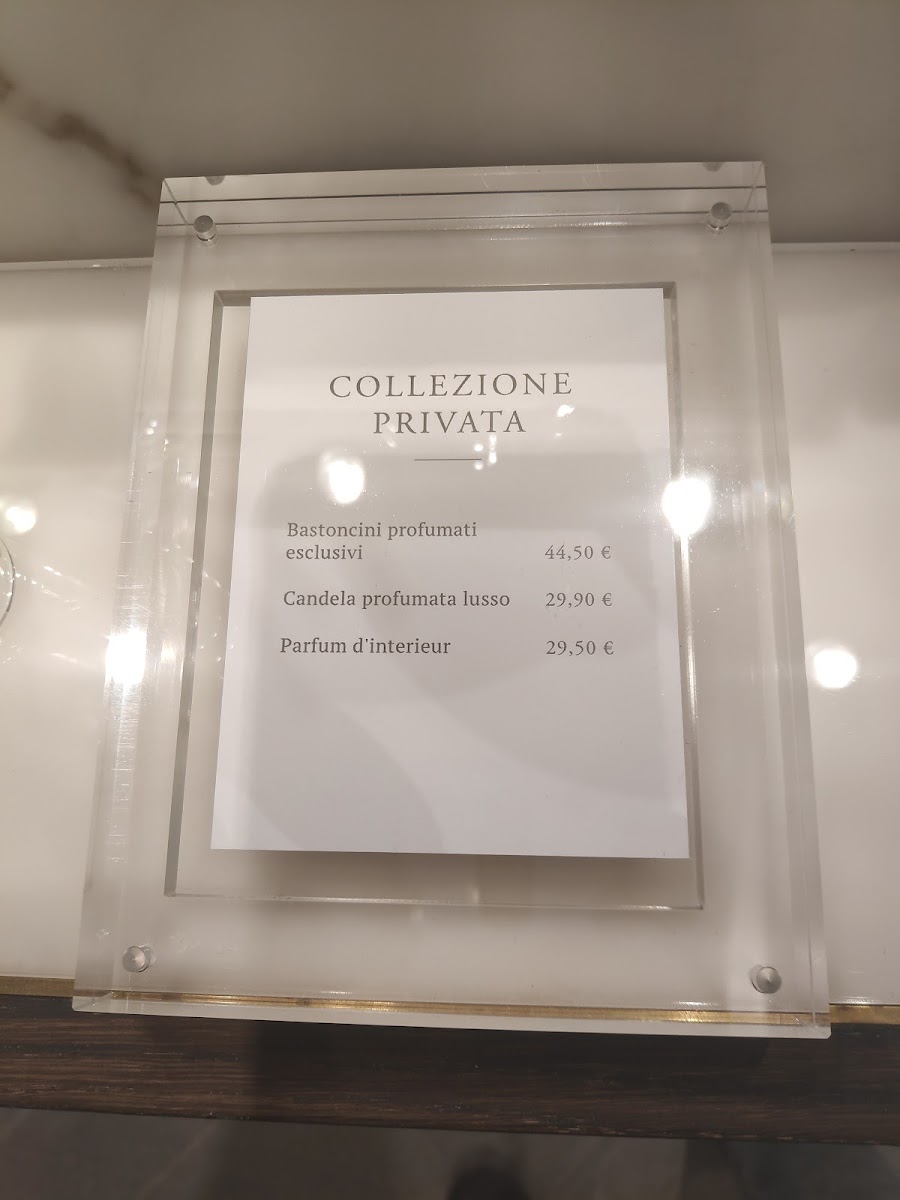 COLLEZIONE
PRIVATA
Bastoncini profumati
esclusivi 44,50 €
Candela profumata lusso 29,90 €
Parfum d'interieur 29,50 €